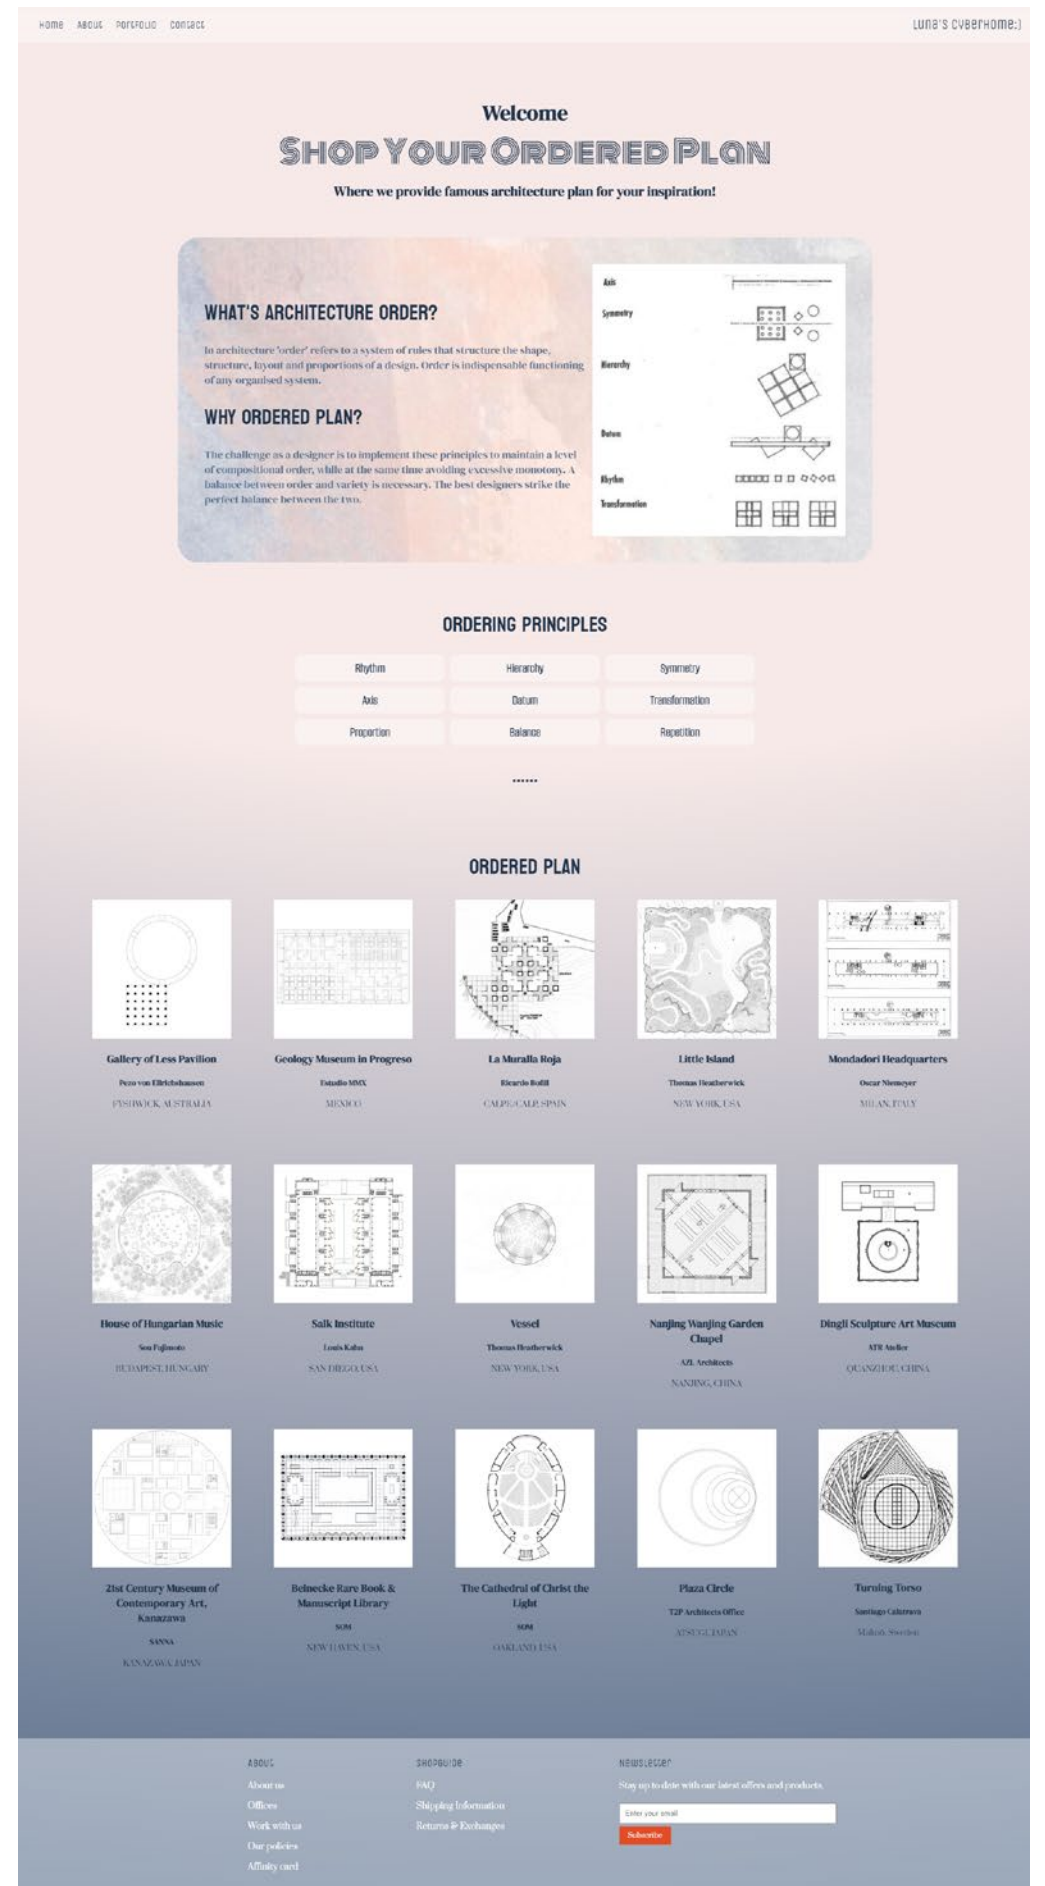 Home About Portfolio Contact
Luna's CyberHome:)
Welcome
Shop Your Ordered Plan
Where we provide famous architecture plan for your inspiration!
WHAT'S ARCHITECTURE ORDER?
In architecture 'order' refers to a system of rules that structure the shape,
structure, layout and proportions of a design. Order is indispensable functioning
of any organised system.
WHY ORDERED PLAN?
The challenge as a designer is to implement these principles to maintain a level
of compositional order, while at the same time avoiding excessive monotony. A
balance between order and variety is necessary. The best designers strike the
perfect balance between the two.
Axis
Symmetry
Hierarchy
Datum
Rhythm
Transformation
ORDERING PRINCIPLES
Rhythm Hierarchy Symmetry
Axis Datum Transformation
Proportion Balance Repetition
......
ORDERED PLAN
Gallery of Less Pavilion
Pezo von Ellrichshausen
FYSHWICK, AUSTRALIA
Geology Museum in Progreso
Estudio MMX
MEXICO
La Muralla Roja
Ricardo Bofill
CALPE/CALP, SPAIN
Little Island
Thomas Heatherwick
NEW YORK, USA
Mondadori Headquarters
Oscar Niemeyer
MILAN, ITALY
House of Hungarian Music
Sou Fujimoto
BUDAPEST, HUNGARY
Salk Institute
Louis Kahn
SAN DIEGO, USA
Vessel
Thomas Heatherwick
NEW YORK, USA
Nanjing Wanjing Garden
Chapel
AZL Architects
NANJING, CHINA
Dingli Sculpture Art Museum
ATR Atelier
QUANZHOU, CHINA
21st Century Museum of
Contemporary Art,
Kanazawa
SANNA
KANAZAWA, JAPAN
Beinecke Rare Book &
Manuscript Library
SOM
NEW HAVEN, USA
The Cathedral of Christ the
Light
SOM
OAKLAND, USA
Plaza Circle
T2P Architects Office
ATSUGI, JAPAN
Turning Torso
Santiago Calatrava
Malmö, Sweden
About
About us
Offices
Work with us
Our policies
Affinity card
ShopGuide
FAQ
Shipping Information
Returns & Exchanges
Newsletter
Stay up to date with our latest offers and products.
Enter your email
Subscribe